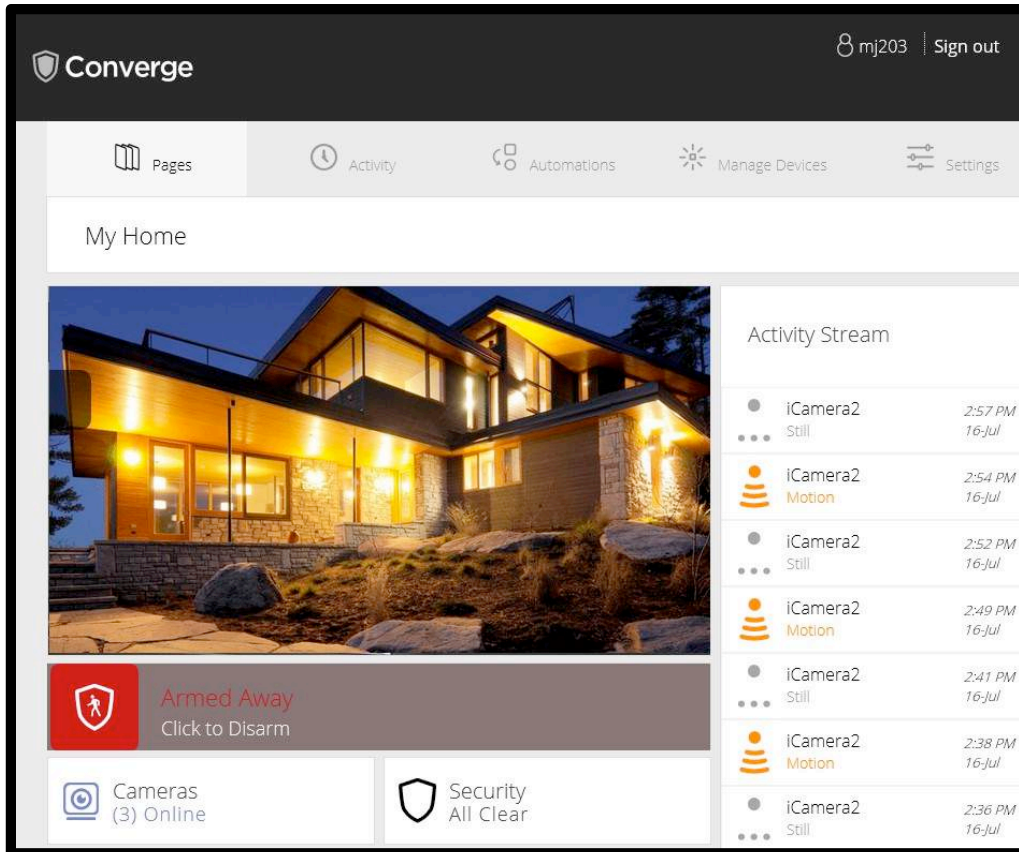 Converge
mj203 Sign out
Pages Activity Automations Manage Devices Settings
My Home
Activity Stream
iCamera2 2:57 PM
Still 16-Jul
iCamera2 2:54 PM
Motion 16-Jul
iCamera2 2:52 PM
Still 16-Jul
iCamera2 2:49 PM
Motion 16-Jul
iCamera2 2:41 PM
Still 16-Jul
iCamera2 2:38 PM
Motion 16-Jul
iCamera2 2:36 PM
Still 16-Jul
Armed Away
Click to Disarm
Cameras
(3) Online
Security
All Clear